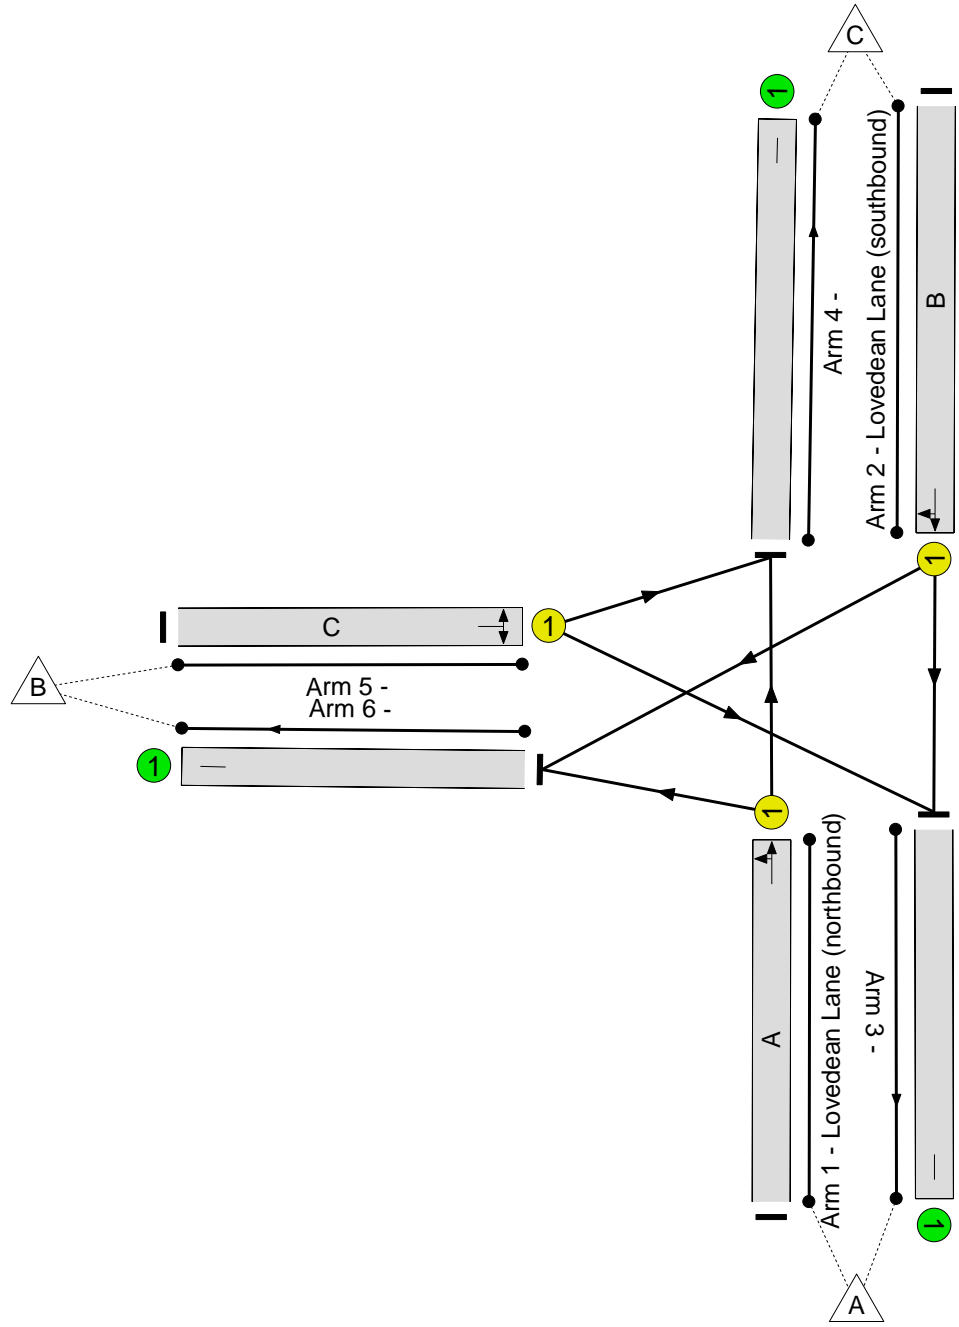 C
1
Arm 4 -
Arm 2 - Lovedean Lane (southbound)
B
1
C
1
B
Arm 5 -
Arm 6 -
1
1
A
Arm 1 - Lovedean Lane (northbound)
Arm 3 -
1
A